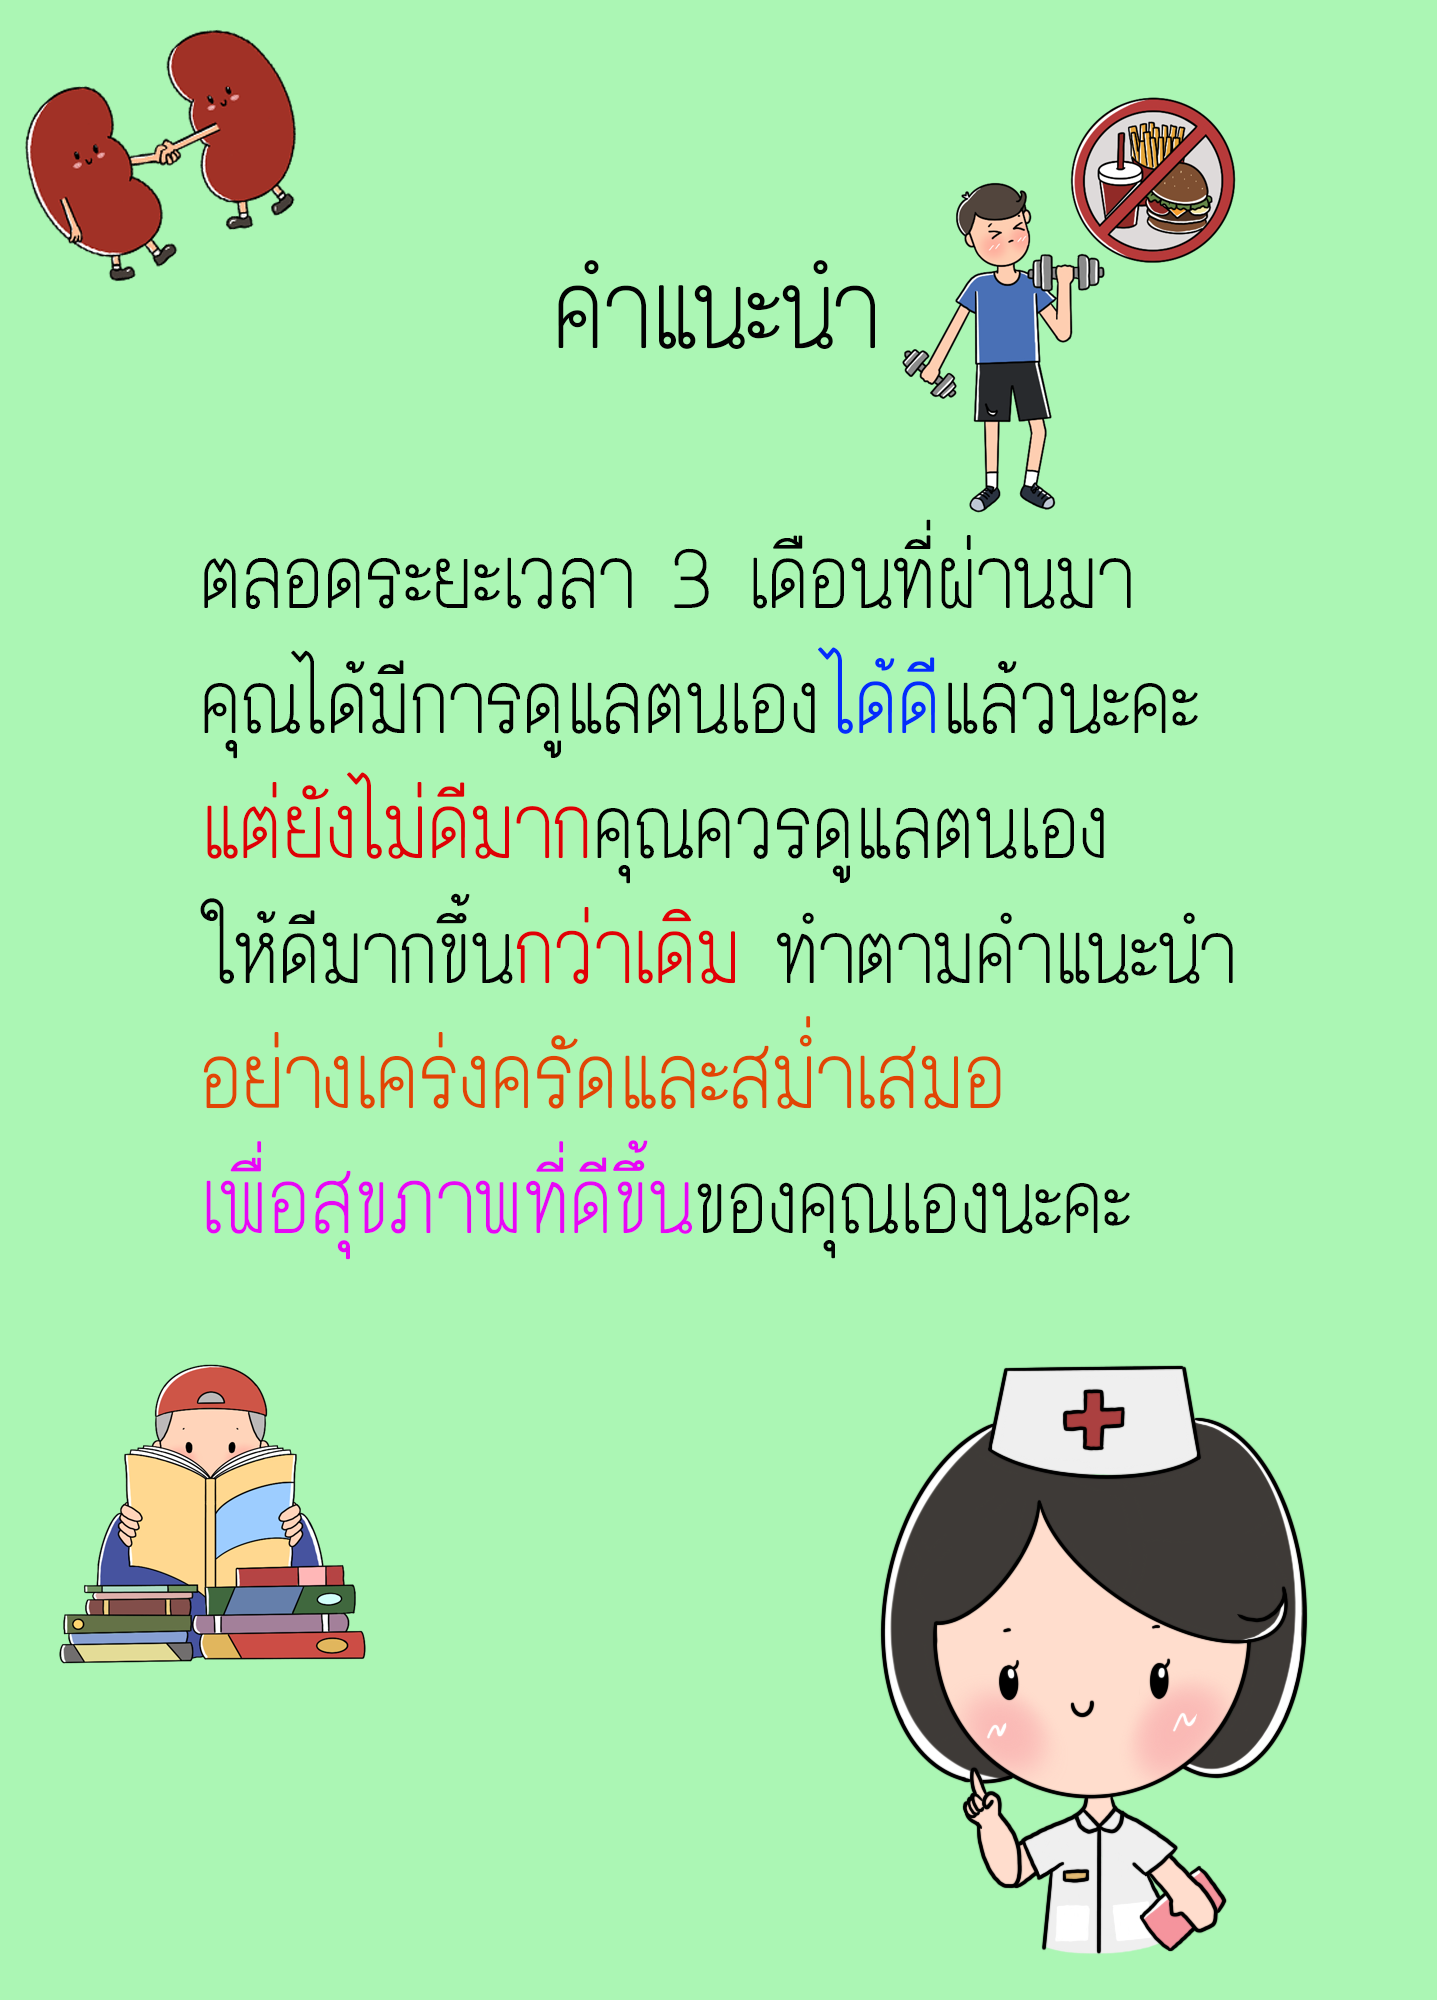 คำแนะนำ
ตลอดระยะเวลา 3 เดือนที่ผ่านมา
คุณได้มีการดูแลตนเองได้ดีแล้วนะคะ
แต่ยังไม่ดีมากคุณควรดูแลตนเอง
ให้ดีมากขึ้นกว่าเดิม ทำตามคำแนะนำ
อย่างเคร่งครัดและสม่ำเสมอ
เพื่อสุขภาพที่ดีขึ้นของคุณเองนะคะ